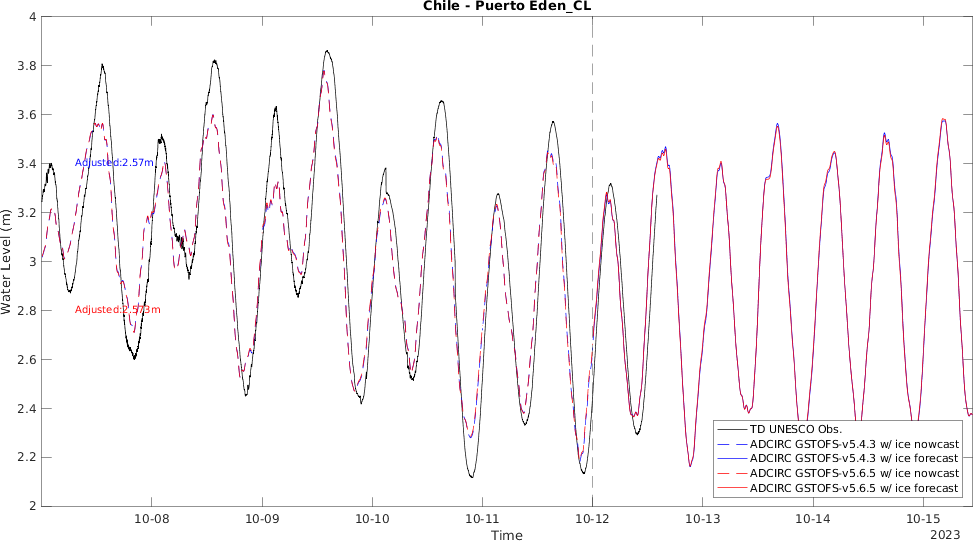 Chile - Puerto Eden_CL
4
3.8
3.6
3.4
3.2
3
2.8
2.6
2.4
2.2
2
Water Level (m)
Adjusted:2.57m
Adjusted:2.573m
TD UNESCO Obs.
ADCIRC GSTOFS-v5.4.3 w/ ice nowcast
ADCIRC GSTOFS-v5.4.3 w/ ice forecast
ADCIRC GSTOFS-v5.6.5 w/ ice nowcast
ADCIRC GSTOFS-v5.6.5 w/ ice forecast
10-08 10-09 10-10 10-11 10-12 10-13 10-14 10-15
Time
2023